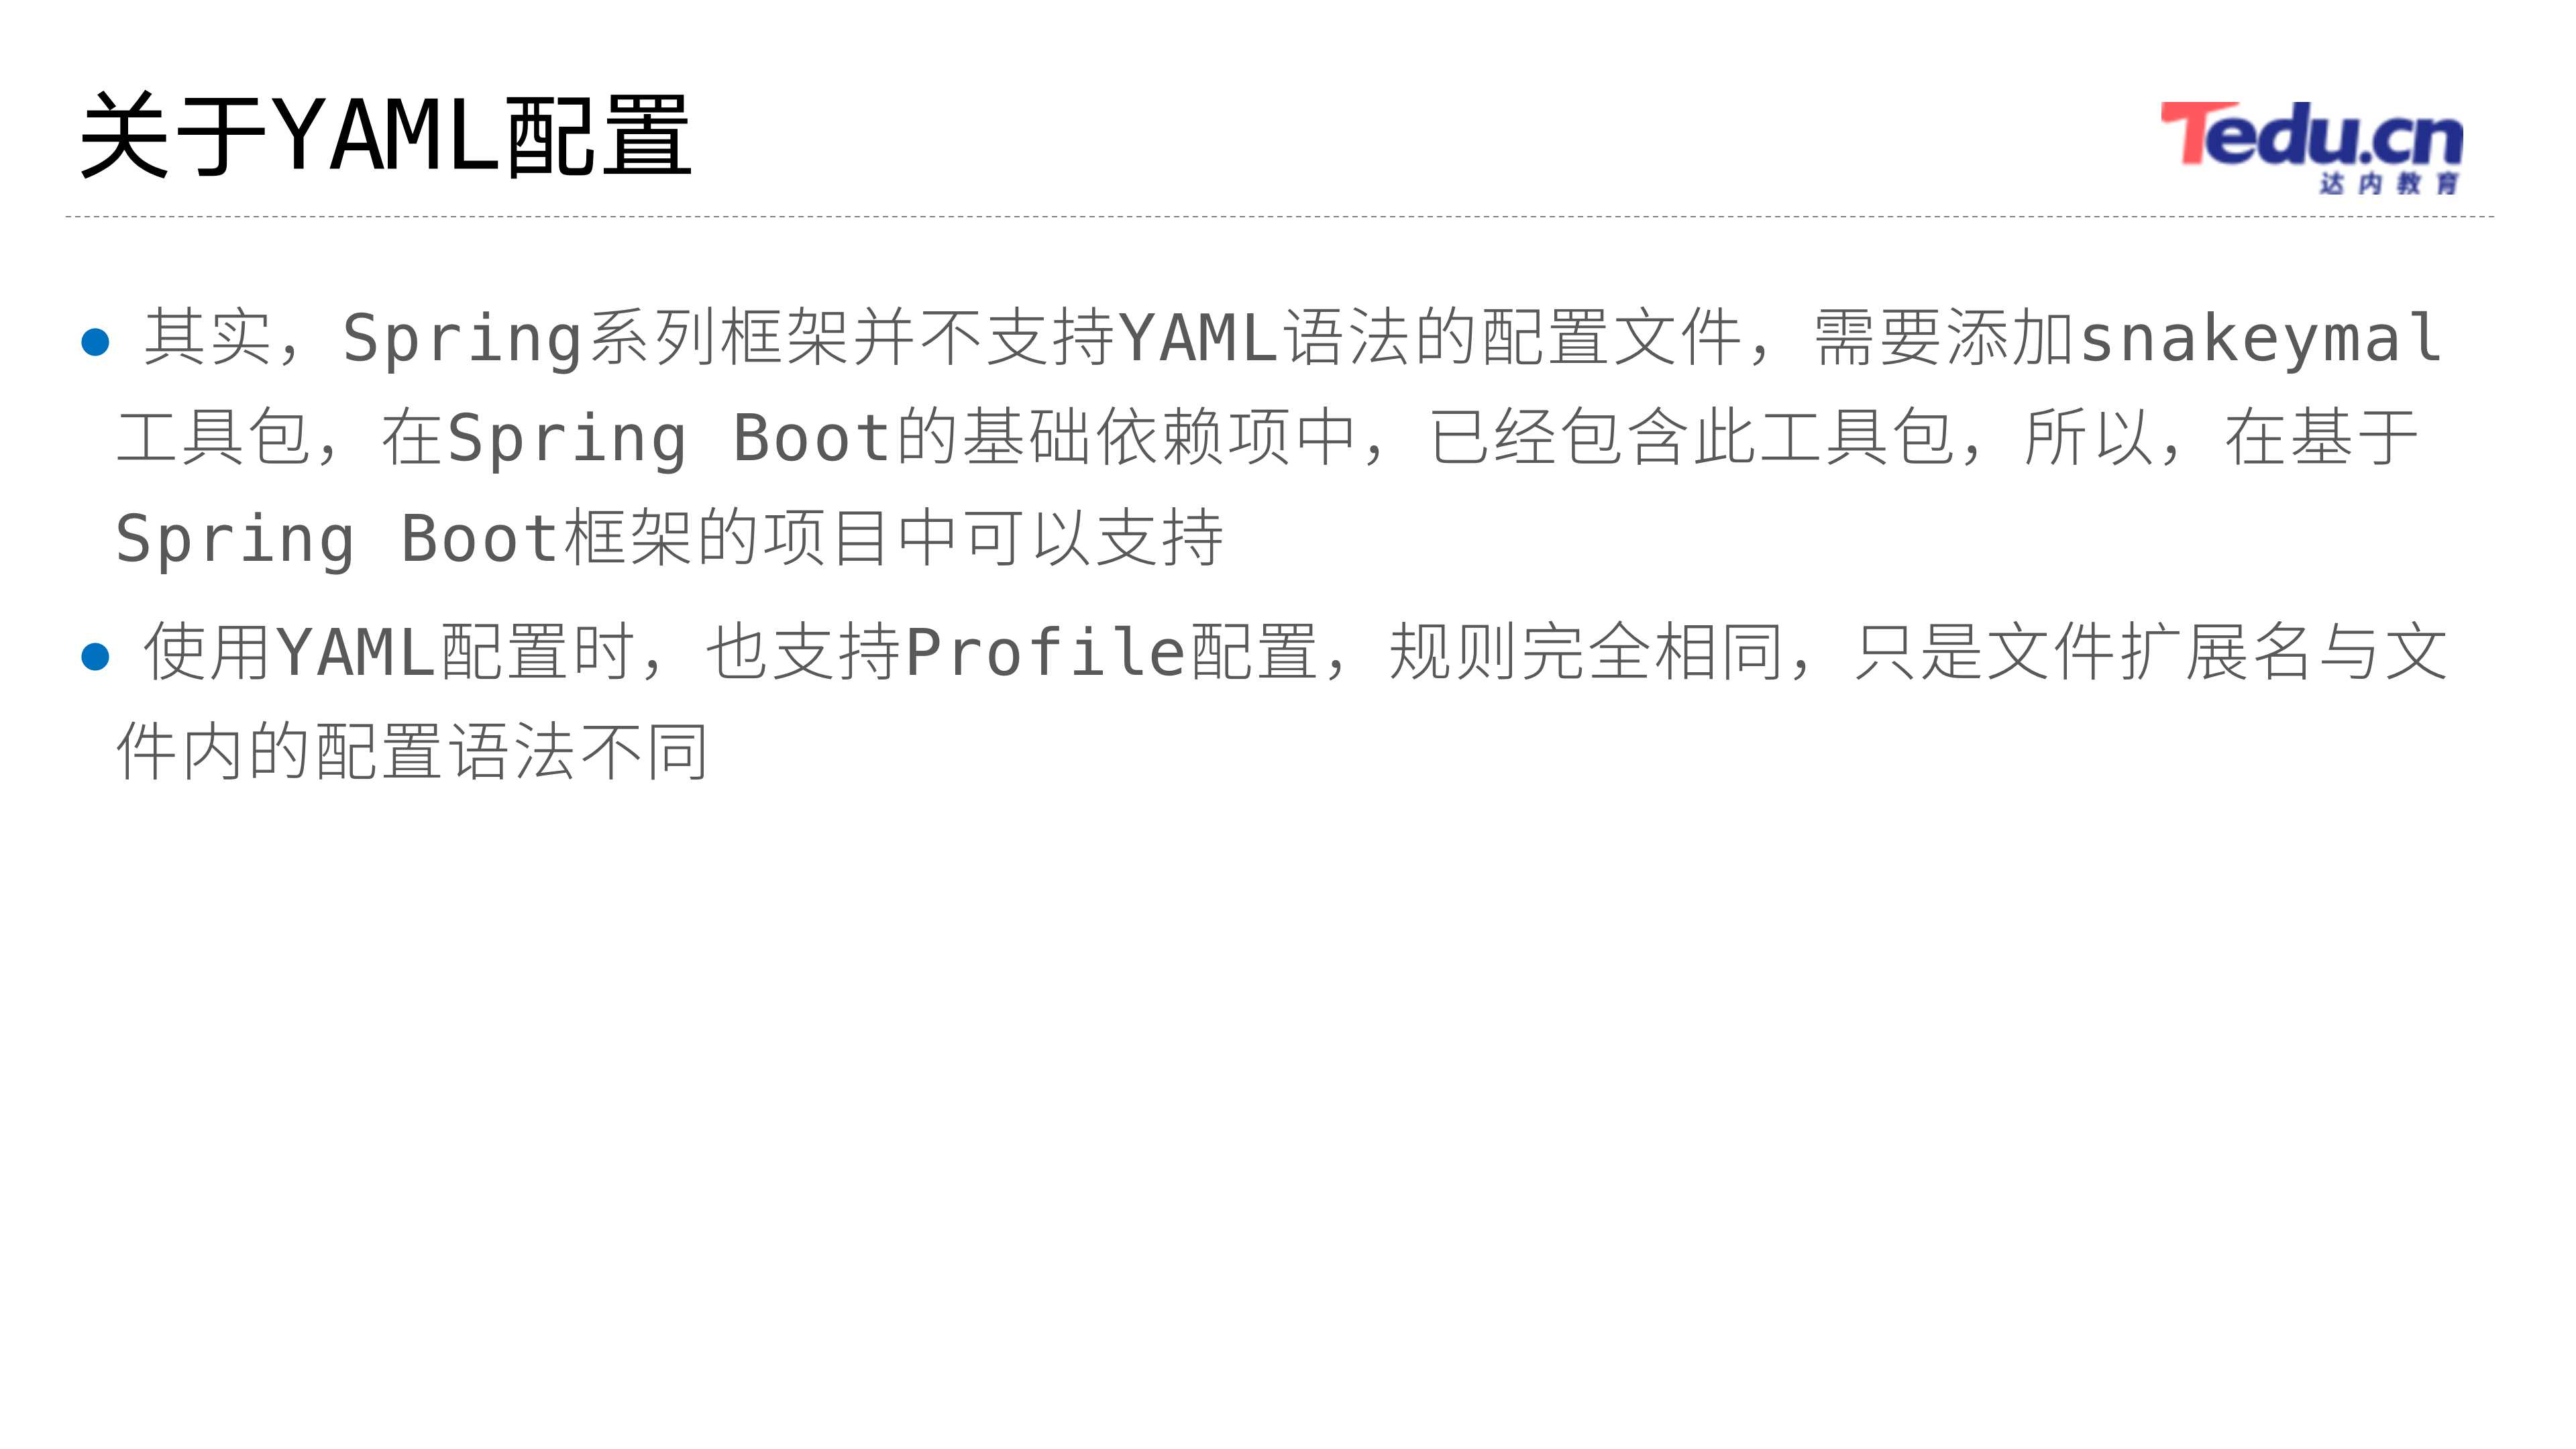 关于YAML配置
Tedu.cn
达内教育
其实，Spring系列框架并不支持YAML语法的配置文件，需要添加snakeymal
工具包，在Spring Boot的基础依赖项中，已经包含此工具包，所以，在基于
Spring Boot框架的项目中可以支持
使用YAML配置时，也支持Profile配置，规则完全相同，只是文件扩展名与文
件内的配置语法不同